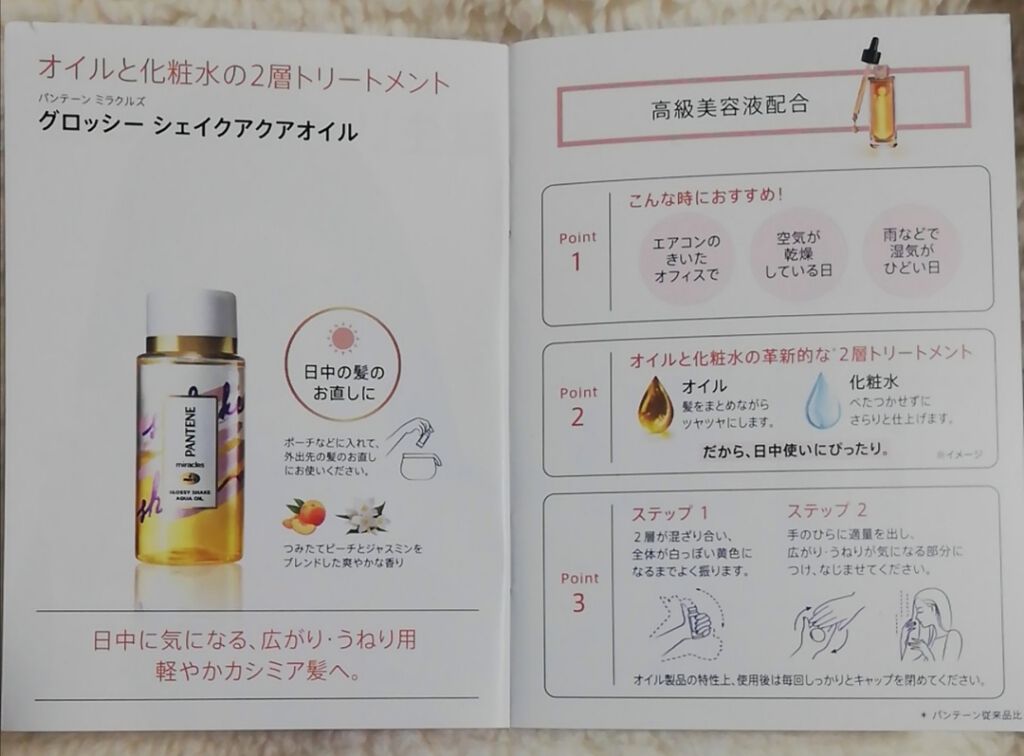 オイルと化粧水の2層トリートメント
パンテーン ミラクルズ
グロッシー シェイクアクアオイル
日中の髪の
お直しに
ポーチなどに入れて、
外出先の髪のお直し
にお使いください。
PANTENE
miracles
GLOSSY SHAKE
AQUA OIL
つみたてピーチとジャスミンを
ブレンドした爽やかな香り
日中に気になる、広がり・うねり用
軽やかカシミア髪へ。
高級美容液配合
Point
1
こんな時におすすめ!
エアコンの
きいた
オフィスで
空気が
乾燥
している日
雨などで
湿気が
ひどい日
Point
2
オイルと化粧水の革新的な*2層トリートメント
オイル
髪をまとめながら
ツヤツヤにします。
化粧水
べたつかせずに
さらりと仕上げます。
だから、日中使いにぴったり。
※イメージ
Point
3
ステップ 1
2層が混ざり合い、
全体が白っぽい黄色に
なるまでよく振ります。
ステップ 2
手のひらに適量を出し、
広がり・うねりが気になる部分に
つけ、なじませてください。
オイル製品の特性上、使用後は毎回しっかりとキャップを閉めてください。
* パンテーン従来品比